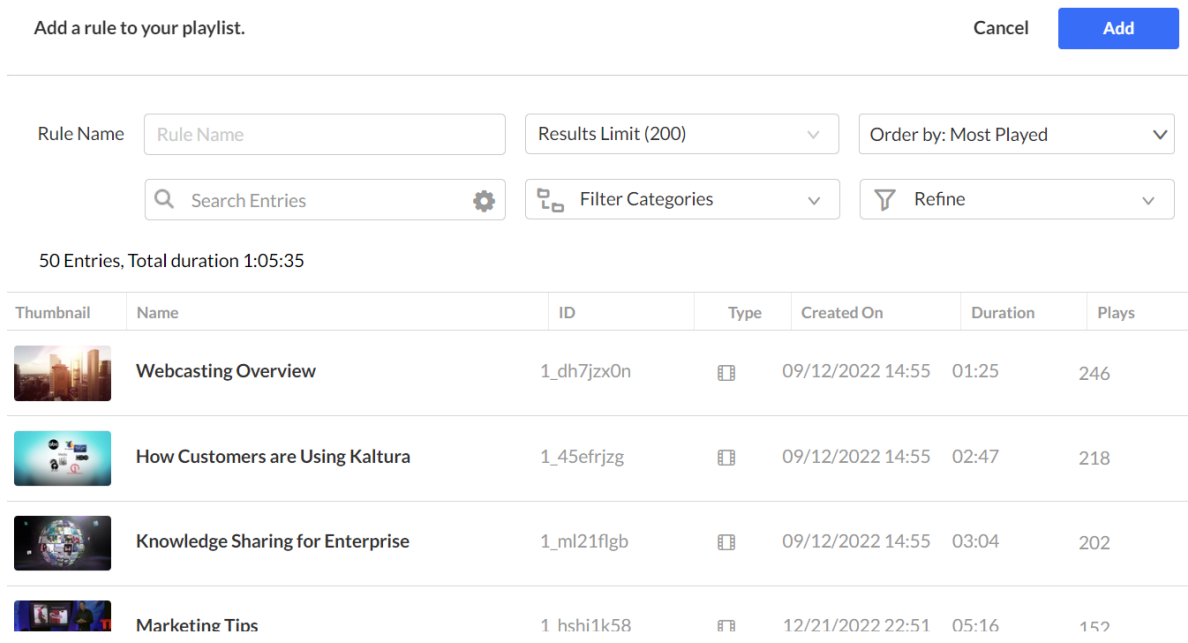 Add a rule to your playlist. Cancel Add
Rule Name Rule Name Results Limit (200) Order by: Most Played
Search Entries Filter Categories Refine
50 Entries, Total duration 1:05:35
Thumbnail Name ID Type Created On Duration Plays
Webcasting Overview 1_dh7jzx0n 09/12/2022 14:55 01:25 246
How Customers are Using Kaltura 1_45efrjzg 09/12/2022 14:55 02:47 218
Knowledge Sharing for Enterprise 1_ml21flgb 09/12/2022 14:55 03:04 202
Marketing Tips 1_hshi1k58 12/21/2022 22:51 05:16 152